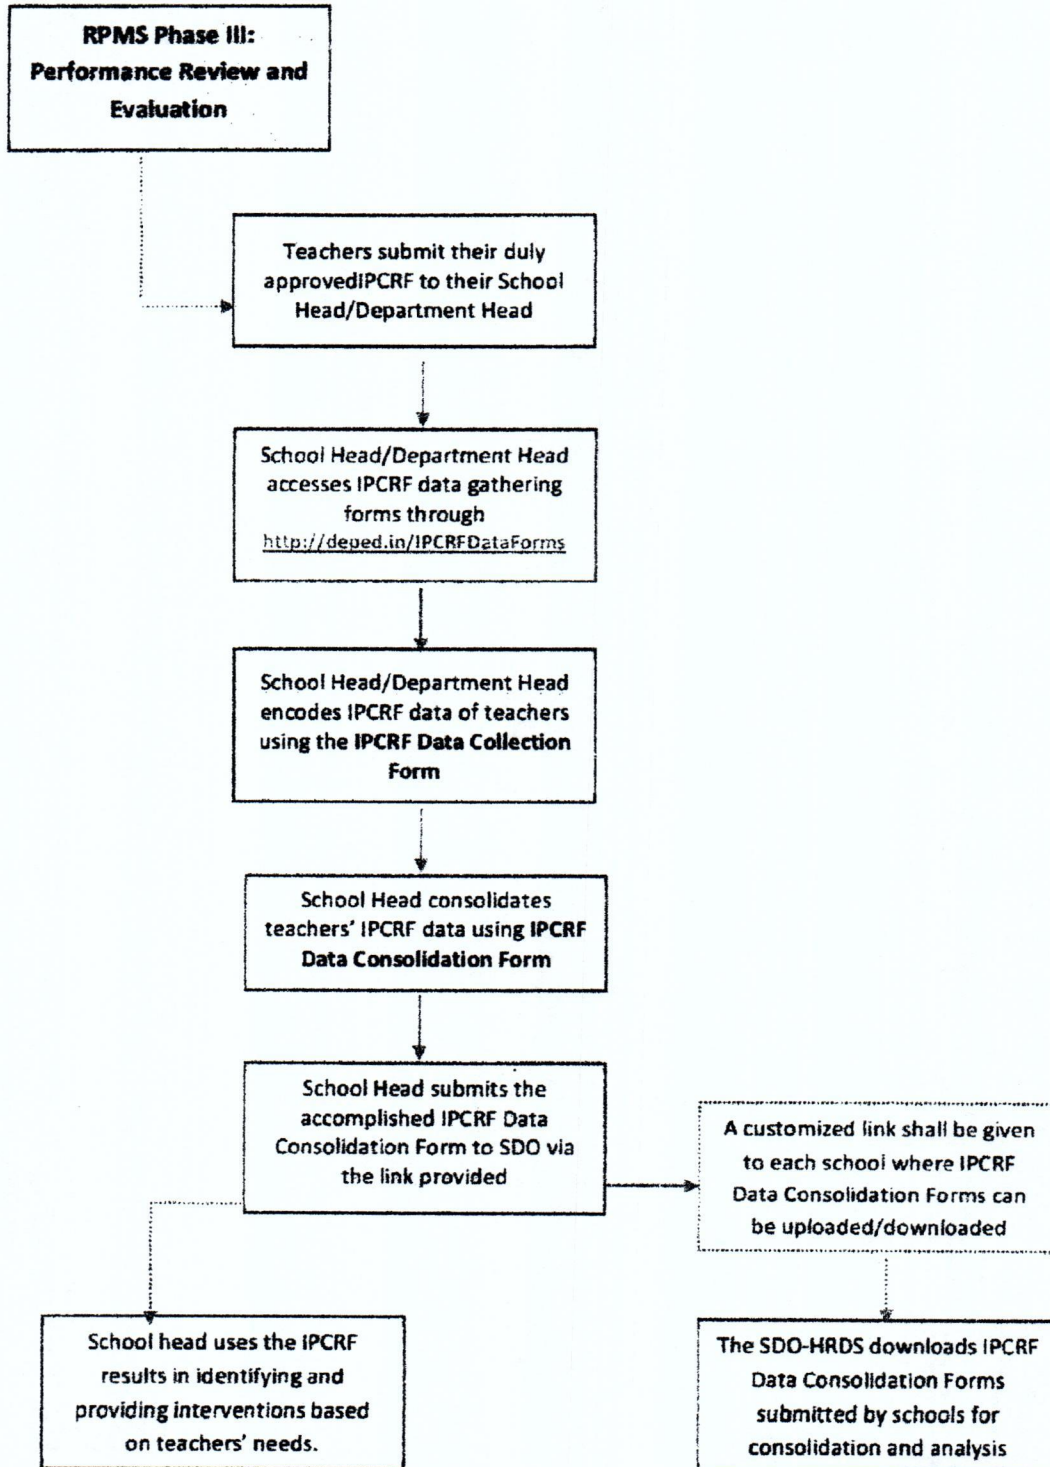 RPMS Phase III:
Performance Review and
Evaluation
Teachers submit their duly
approvedIPCRF to their School
Head/Department Head
School Head/Department Head
accesses IPCRF data gathering
forms through
http://deped.in/IPCRFDataForms
School Head/Department Head
encodes IPCRF data of teachers
using the IPCRF Data Collection
Form
School Head consolidates
teachers' IPCRF data using IPCRF
Data Consolidation Form
School Head submits the
accomplished IPCRF Data
Consolidation Form to SDO via
the link provided
A customized link shall be given
to each school where IPCRF
Data Consolidation Forms can
be uploaded/downloaded
School head uses the IPCRF
results in identifying and
providing interventions based
on teachers' needs.
The SDO-HRDS downloads IPCRF
Data Consolidation Forms
submitted by schools for
consolidation and analysis